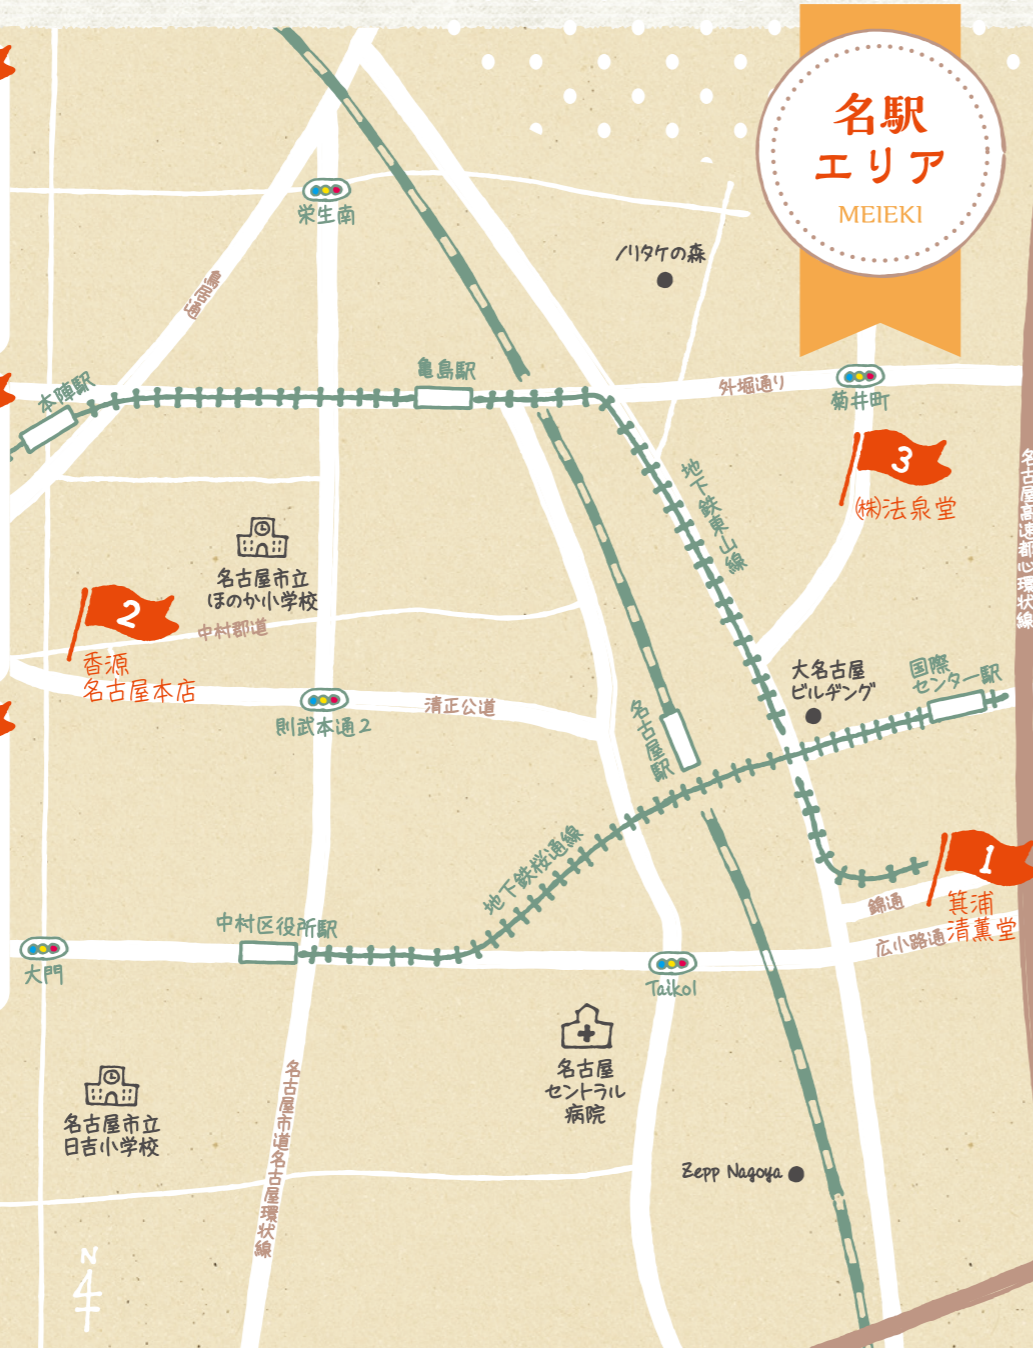 名駅
エリア
MEIEKI
栄生南
ノリタケの森
鳥居通
亀島駅
本陣駅
外堀通り
菊井町
3
㈱法泉堂
地下鉄東山線
名古屋高速都心環状線
名古屋市立
ほのか小学校
2
中村郡道
香源
名古屋本店
清正公道
則武本通2
大名古屋
ビルヂング
国際
センター駅
名古屋駅
地下鉄桜通線
1
箕浦
清薫堂
錦通
広小路通
中村区役所駅
大門
Taiko1
名古屋
セントラル
病院
名古屋市立
日吉小学校
名古屋市道名古屋環状線
Zepp Nagoya
N